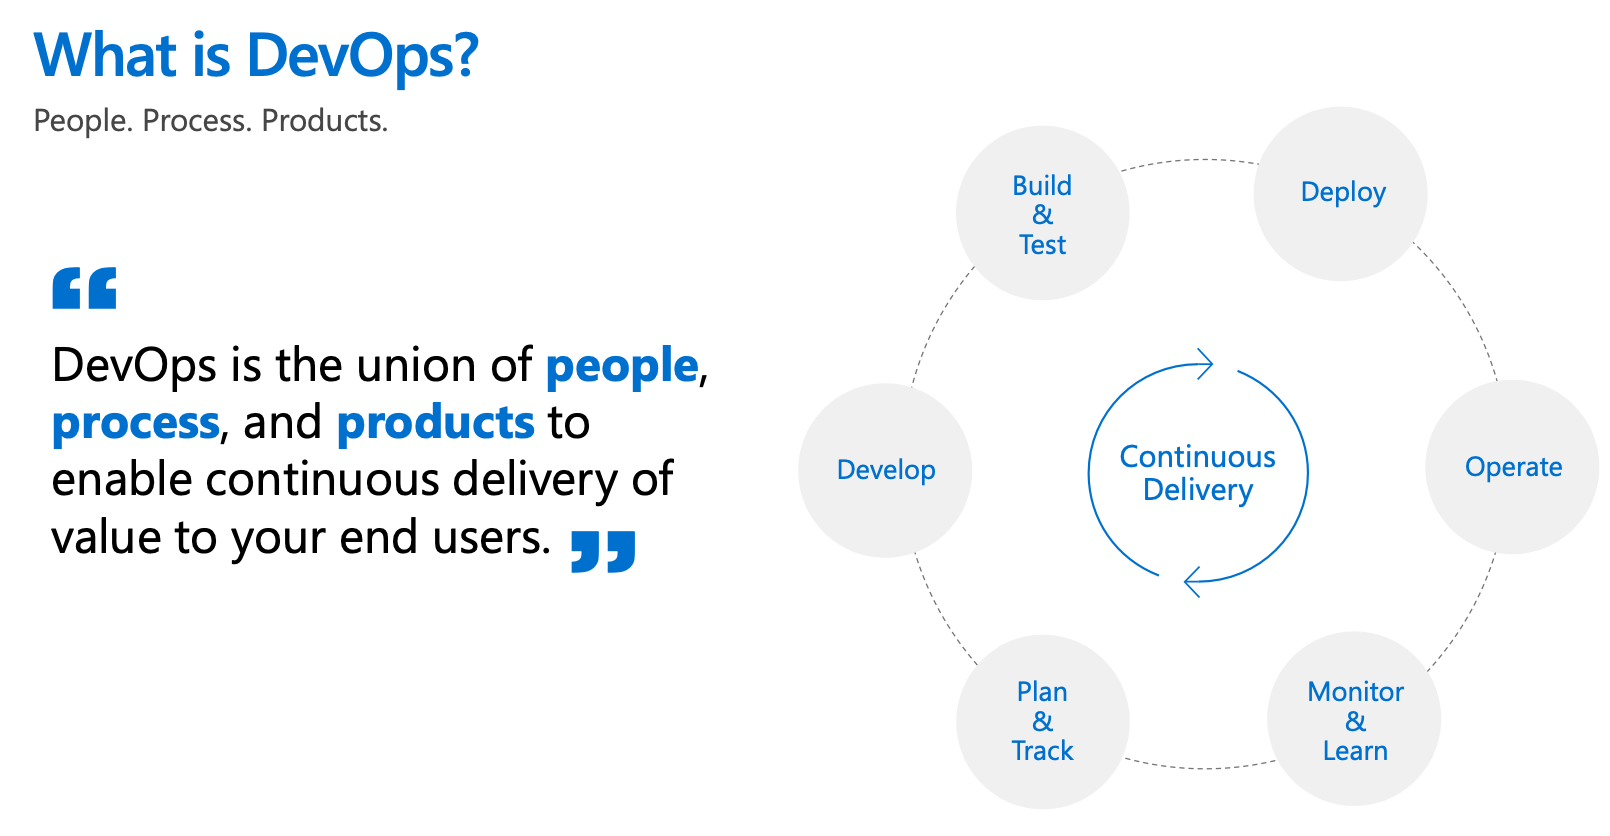 What is DevOps?
People. Process. Products.
“
DevOps is the union of people,
process, and products to
enable continuous delivery of
value to your end users. ”
Build
&
Test
Deploy
Develop
Continuous
Delivery
Operate
Plan
&
Track
Monitor
&
Learn